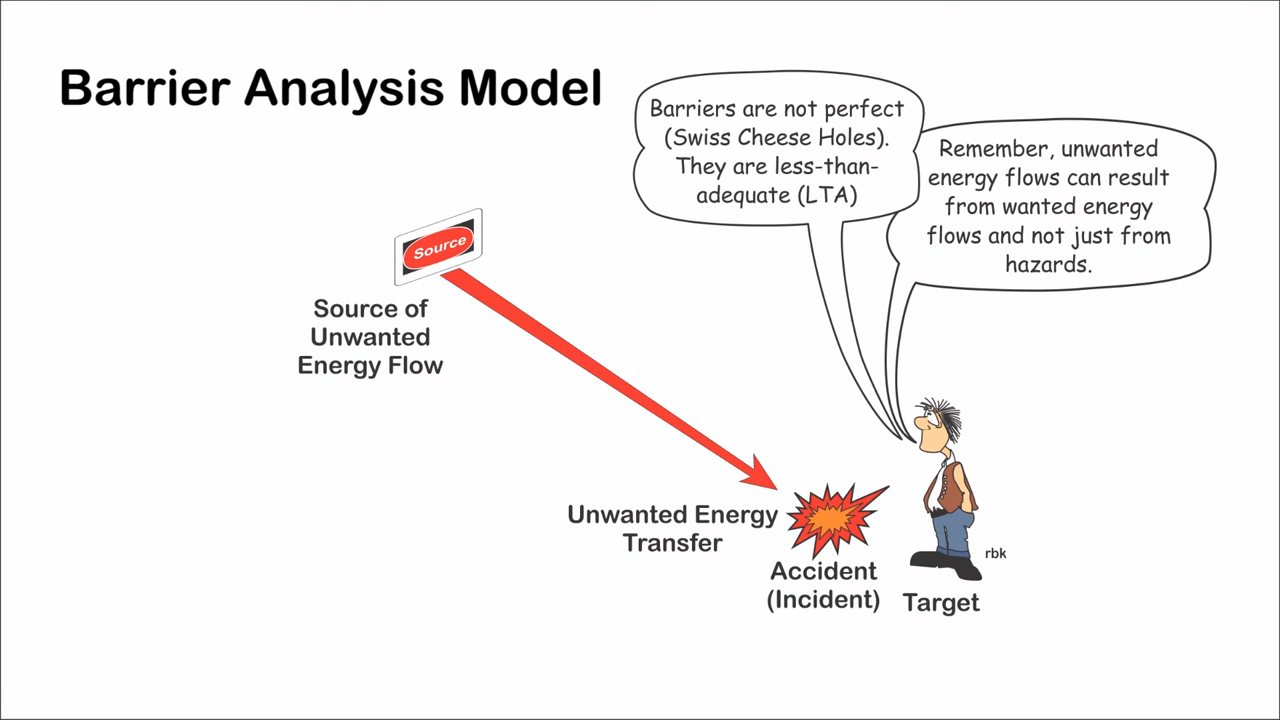 Barrier Analysis Model
Barriers are not perfect
(Swiss Cheese Holes).
They are less-than-
adequate (LTA)
Remember, unwanted
energy flows can result
from wanted energy
flows and not just from
hazards.
Source
Source of
Unwanted
Energy Flow
Unwanted Energy
Transfer
Accident
(Incident)
Target
rbk